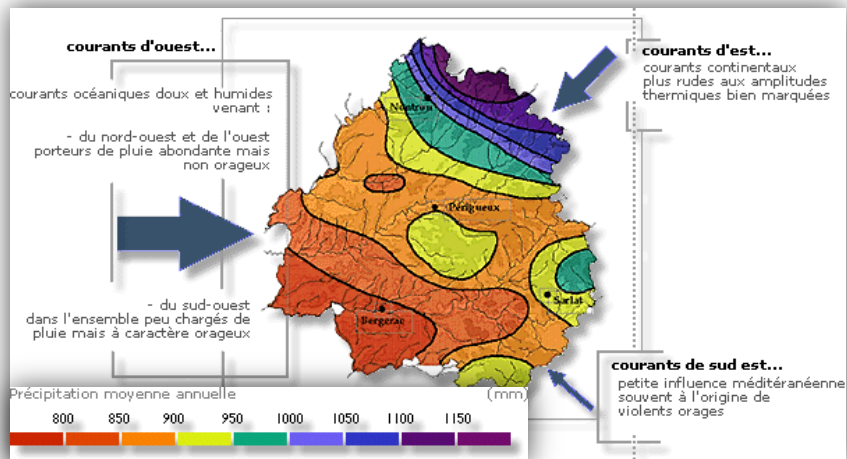 courants d'ouest...
courants océaniques doux et humides
venant :
- du nord-ouest et de l'ouest
porteurs de pluie abondante mais
non orageux
- du sud-ouest
dans l'ensemble peu chargés de
pluie mais à caractère orageux
courants d'est...
courants continentaux
plus rudes aux amplitudes
thermiques bien marquées
Nontron
Périgueux
Sarlat
Bergerac
courants de sud est...
petite influence méditéranéenne
souvent à l'origine de
violents orages
Précipitation moyenne annuelle (mm)
800 850 900 950 1000 1050 1100 1150